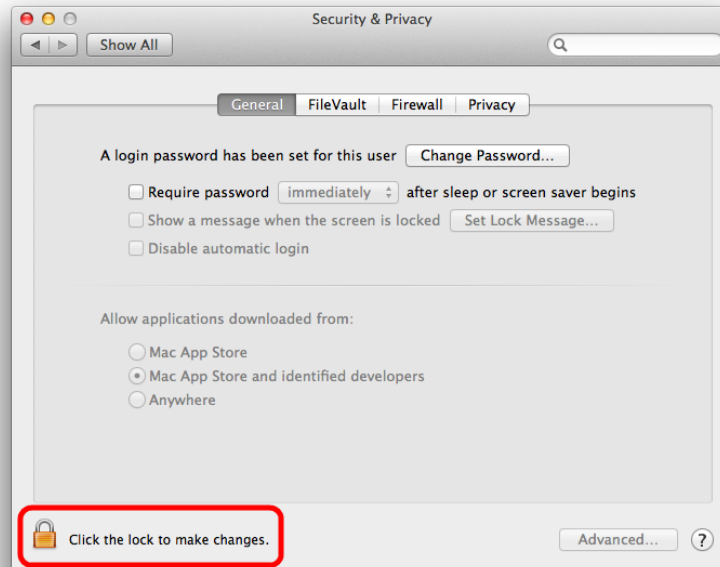 Security & Privacy
Show All
General FileVault Firewall Privacy
A login password has been set for this user Change Password...
Require password immediately after sleep or screen saver begins
Show a message when the screen is locked Set Lock Message...
Disable automatic login
Allow applications downloaded from:
Mac App Store
Mac App Store and identified developers
Anywhere
Click the lock to make changes. Advanced... ?